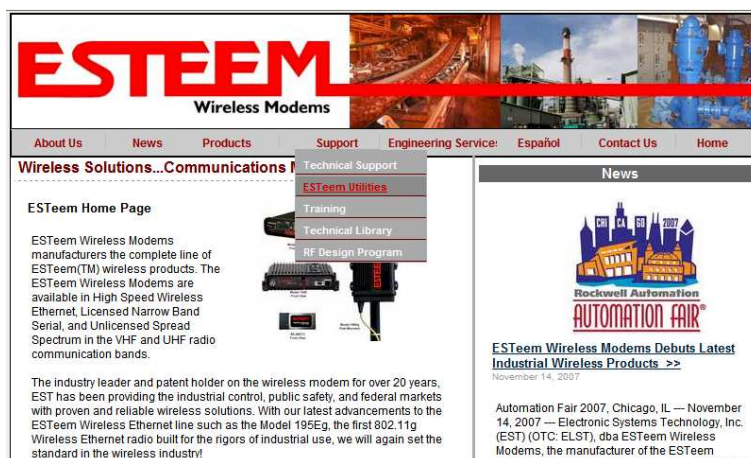 ESTEEM
Wireless Modems
About Us News Products Support Engineering Services Español Contact Us Home
Wireless Solutions...Communications
Technical Support
ESTeem Utilities
Training
Technical Library
RF Design Program
ESTeem Home Page
ESTeem Wireless Modems
manufacturers the complete line of
ESTeem(TM) wireless products. The
ESTeem Wireless Modems are
available in High Speed Wireless
Ethernet, Licensed Narrow Band
Serial, and Unlicensed Spread
Spectrum in the VHF and UHF radio
communication bands.
ESTEEM
The industry leader and patent holder on the wireless modem for over 20 years,
EST has been providing the industrial control, public safety, and federal markets
with proven and reliable wireless solutions. With our latest advancements to the
ESTeem Wireless Ethernet line such as the Model 195Eg, the first 802.11g
Wireless Ethernet radio built for the rigors of industrial use, we will again set the
standard in the wireless industry!
News
CHI CA GO 2007
Rockwell Automation
AUTOMATION FAIR®
ESTeem Wireless Modems Debuts Latest
Industrial Wireless Products >>
November 14, 2007
Automation Fair 2007, Chicago, IL --- November
14, 2007 --- Electronic Systems Technology, Inc.
(EST) (OTC: ELST), dba ESTeem Wireless
Modems, the manufacturer of the ESTeem